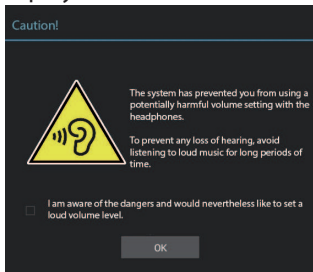 Caution!
The system has prevented you from using a
potentially harmful volume setting with the
headphones.
To prevent any loss of hearing, avoid
listening to loud music for long periods of
time.
I am aware of the dangers and would nevertheless like to set a
loud volume level.
OK